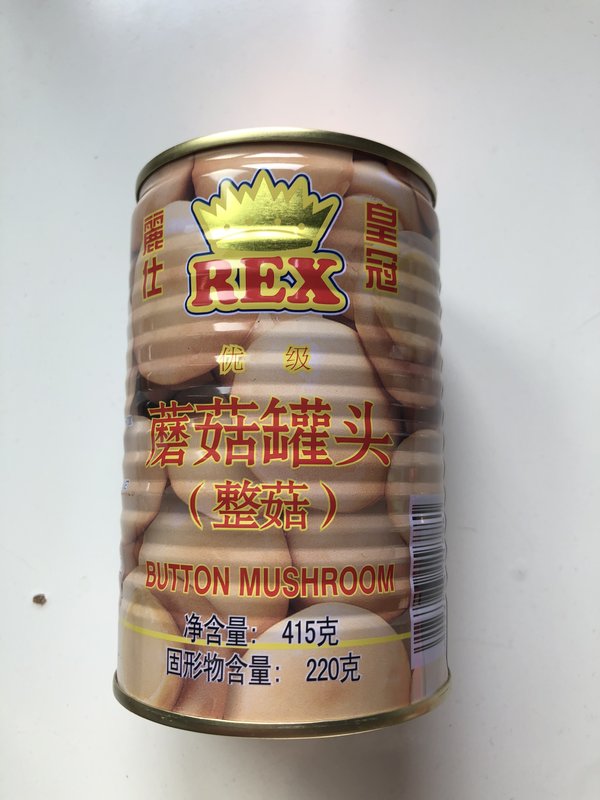 麗仕
REX
皇冠
优级
蘑菇罐头
（整菇）
BUTTON MUSHROOM
净含量： 415克
固形物含量： 220克